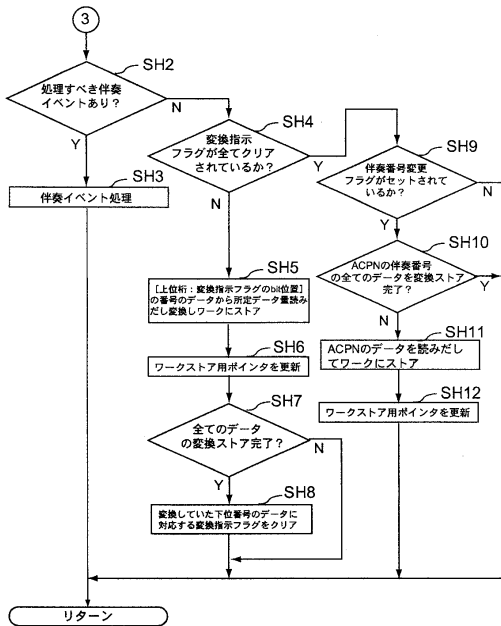 3
SH2
処理すべき伴奏
イベントあり？
N
Y
SH3
伴奏イベント処理
SH4
変換指示
フラグが全てクリア
されているか？
Y
N
SH5
［上位桁：変換指示フラグのbit位置］
の番号のデータから所定データ量読み
だし変換しワークにストア
SH6
ワークストア用ポインタを更新
SH7
全てのデータ
の変換ストア完了？
N
Y
SH8
変換していた下位番号のデータに
対応する変換指示フラグをクリア
SH9
伴奏番号変更
フラグがセットされて
いるか？
N
Y
SH10
ACPNの伴奏番号
の全てのデータを変換ストア
完了？
Y
N
SH11
ACPNのデータを読みだし
てワークにストア
SH12
ワークストア用ポインタを更新
リターン